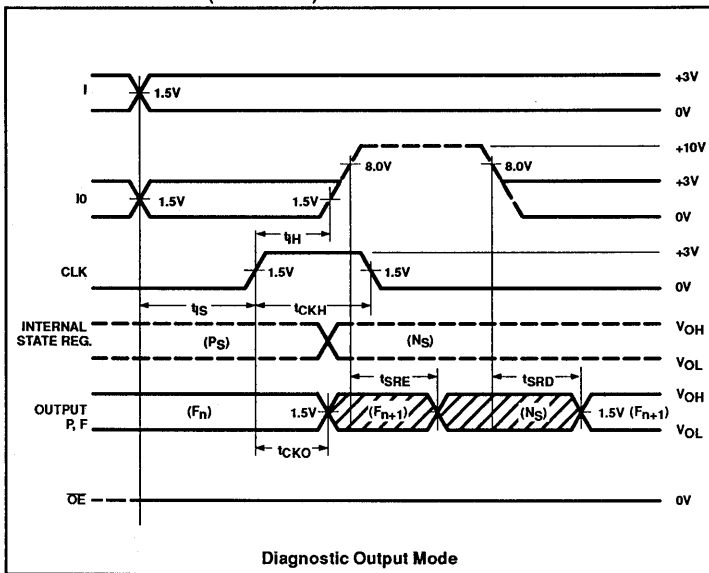 I
1.5V
+3V
0V
+10V
8.0V
8.0V
I0
1.5V
1.5V
+3V
0V
tIH
CLK
1.5V
1.5V
+3V
0V
tIS
tCKH
INTERNAL
STATE REG.
(PS)
(NS)
VOH
VOL
tSRE
tSRD
OUTPUT
P, F
(Fn)
1.5V
(Fn+1)
(NS)
1.5V (Fn+1)
VOH
VOL
tCKO
OE
0V
Diagnostic Output Mode